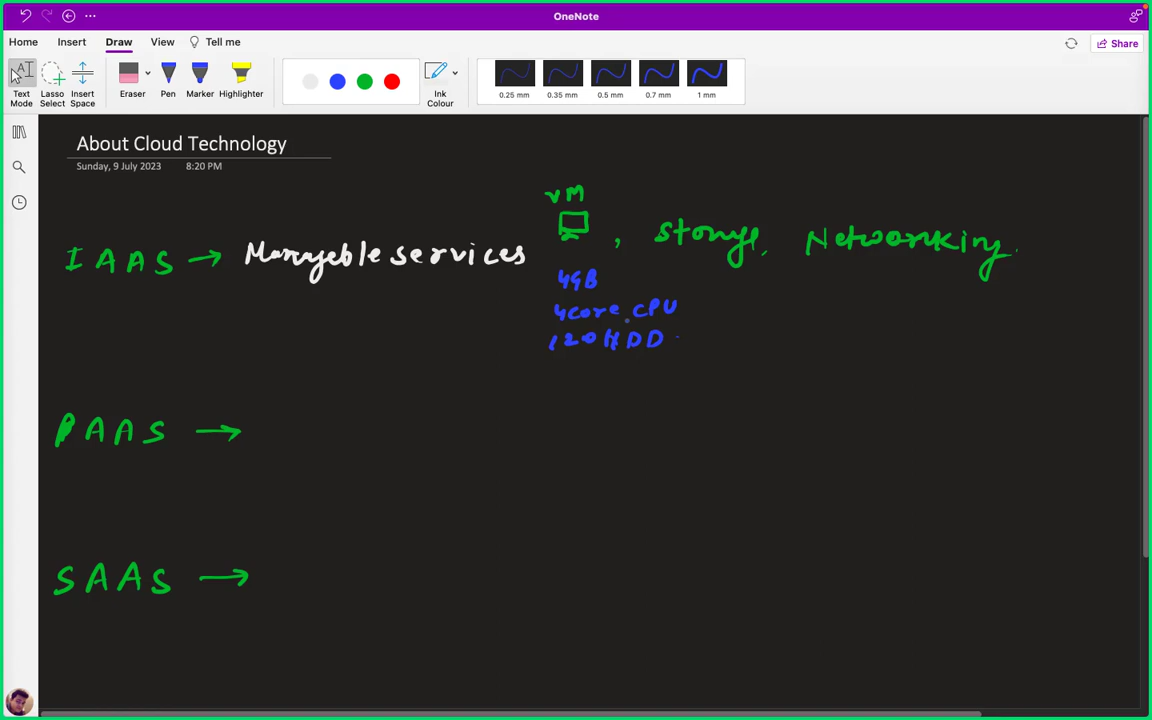 OneNote
Home Insert Draw View Tell me
Share
Text Mode
Lasso Select
Insert Space
Eraser
Pen
Marker
Highlighter
Ink Colour
0.25 mm
0.35 mm
0.5 mm
0.7 mm
1 mm
About Cloud Technology
Sunday, 9 July 2023 8:20 PM
VM
IAAS → Manageble services , Storage, Networking.
4GB
4core CPU
120HDD
PAAS →
SAAS →